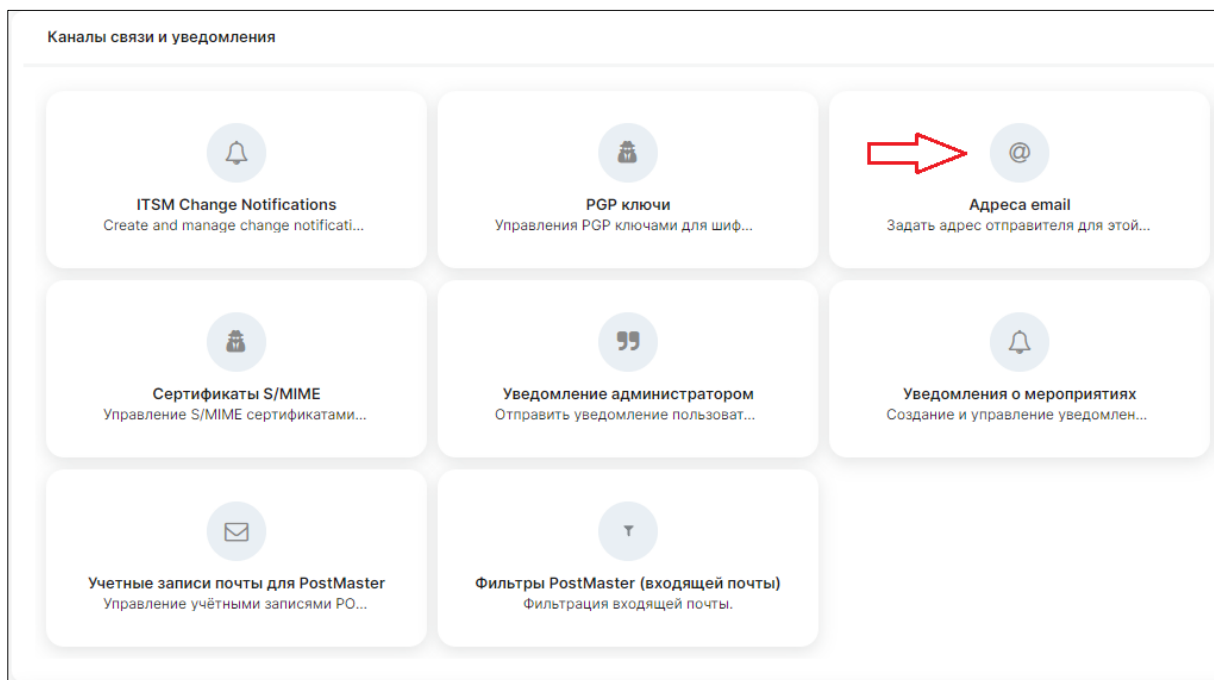 Каналы связи и уведомления
ITSM Change Notifications
Create and manage change notificati...
PGP ключи
Управления PGP ключами для шиф...
@
Адреса email
Задать адрес отправителя для этой...
Сертификаты S/MIME
Управление S/MIME сертификатами...
Уведомление администратором
Отправить уведомление пользоват...
Уведомления о мероприятиях
Создание и управление уведомлен...
Учетные записи почты для PostMaster
Управление учётными записями PO...
Фильтры PostMaster (входящей почты)
Фильтрация входящей почты.